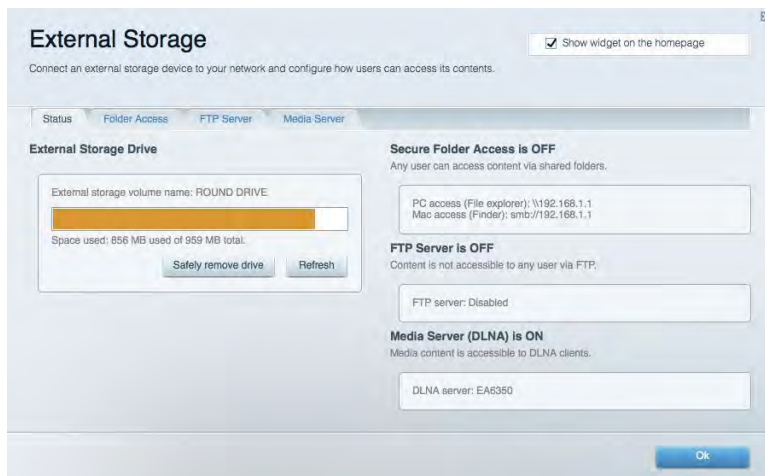 External Storage
Show widget on the homepage
Connect an external storage device to your network and configure how users can access its contents.
Status
Folder Access
FTP Server
Media Server
External Storage Drive
External storage volume name: ROUND DRIVE
Space used: 856 MB used of 959 MB total.
Safely remove drive
Refresh
Secure Folder Access is OFF
Any user can access content via shared folders.
PC access (File explorer): \\192.168.1.1
Mac access (Finder): smb://192.168.1.1
FTP Server is OFF
Content is not accessible to any user via FTP.
FTP server: Disabled
Media Server (DLNA) is ON
Media content is accessible to DLNA clients.
DLNA server: EA6350
Ok